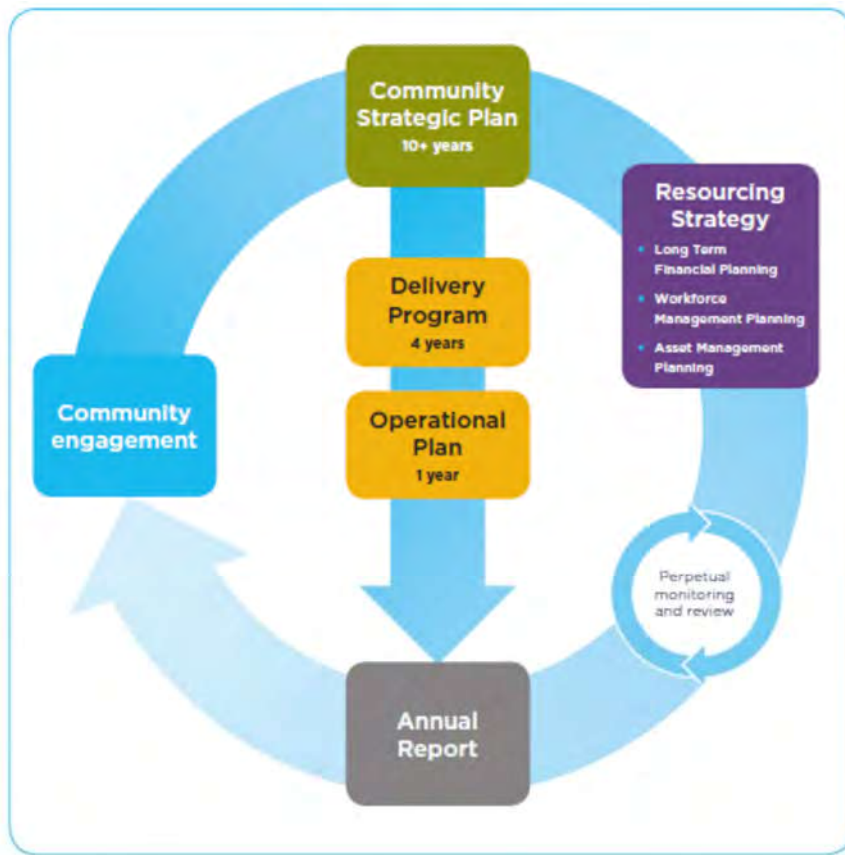 Community
Strategic Plan
10+ years
Resourcing
Strategy
• Long Term
Financial Planning
• Workforce
Management Planning
• Asset Management
Planning
Delivery
Program
4 years
Community
engagement
Operational
Plan
1 year
Perpetual
monitoring
and review
Annual
Report